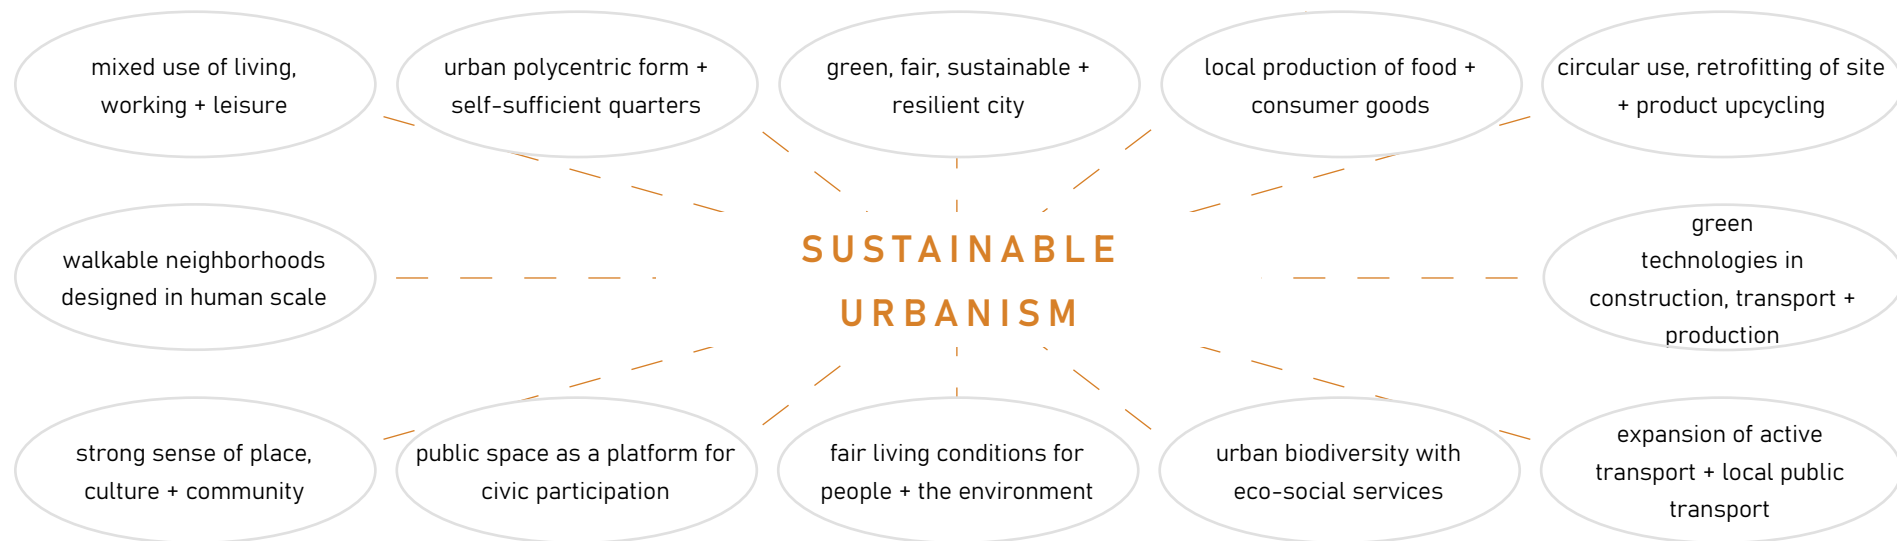 mixed use of living,
working + leisure
urban polycentric form +
self-sufficient quarters
green, fair, sustainable +
resilient city
local production of food +
consumer goods
circular use, retrofitting of site
+ product upcycling
walkable neighborhoods
designed in human scale
SUSTAINABLE
URBANISM
green
technologies in
construction, transport +
production
strong sense of place,
culture + community
public space as a platform for
civic participation
fair living conditions for
people + the environment
urban biodiversity with
eco-social services
expansion of active
transport + local public
transport